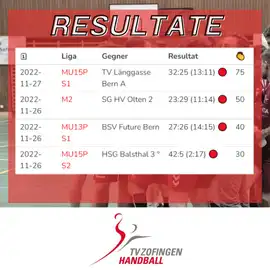 RESULTATE
Liga Gegner Resultat
2022-11-27 MU15P S1 TV Länggasse Bern A 32:25 (13:11) 75
2022-11-26 M2 SG HV Olten 2 23:29 (11:14) 50
2022-11-26 MU13P S1 BSV Future Bern 27:26 (14:15) 40
2022-11-26 MU15P S2 HSG Balsthal 3 ° 42:5 (2:17) 30
TVZOFINGEN
HANDBALL